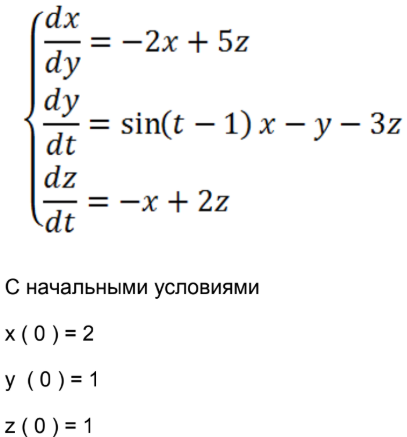 dx/dy = −2x + 5z
dy/dt = sin(t − 1) x − y − 3z
dz/dt = −x + 2z
С начальными условиями
x ( 0 ) = 2
y ( 0 ) = 1
z ( 0 ) = 1